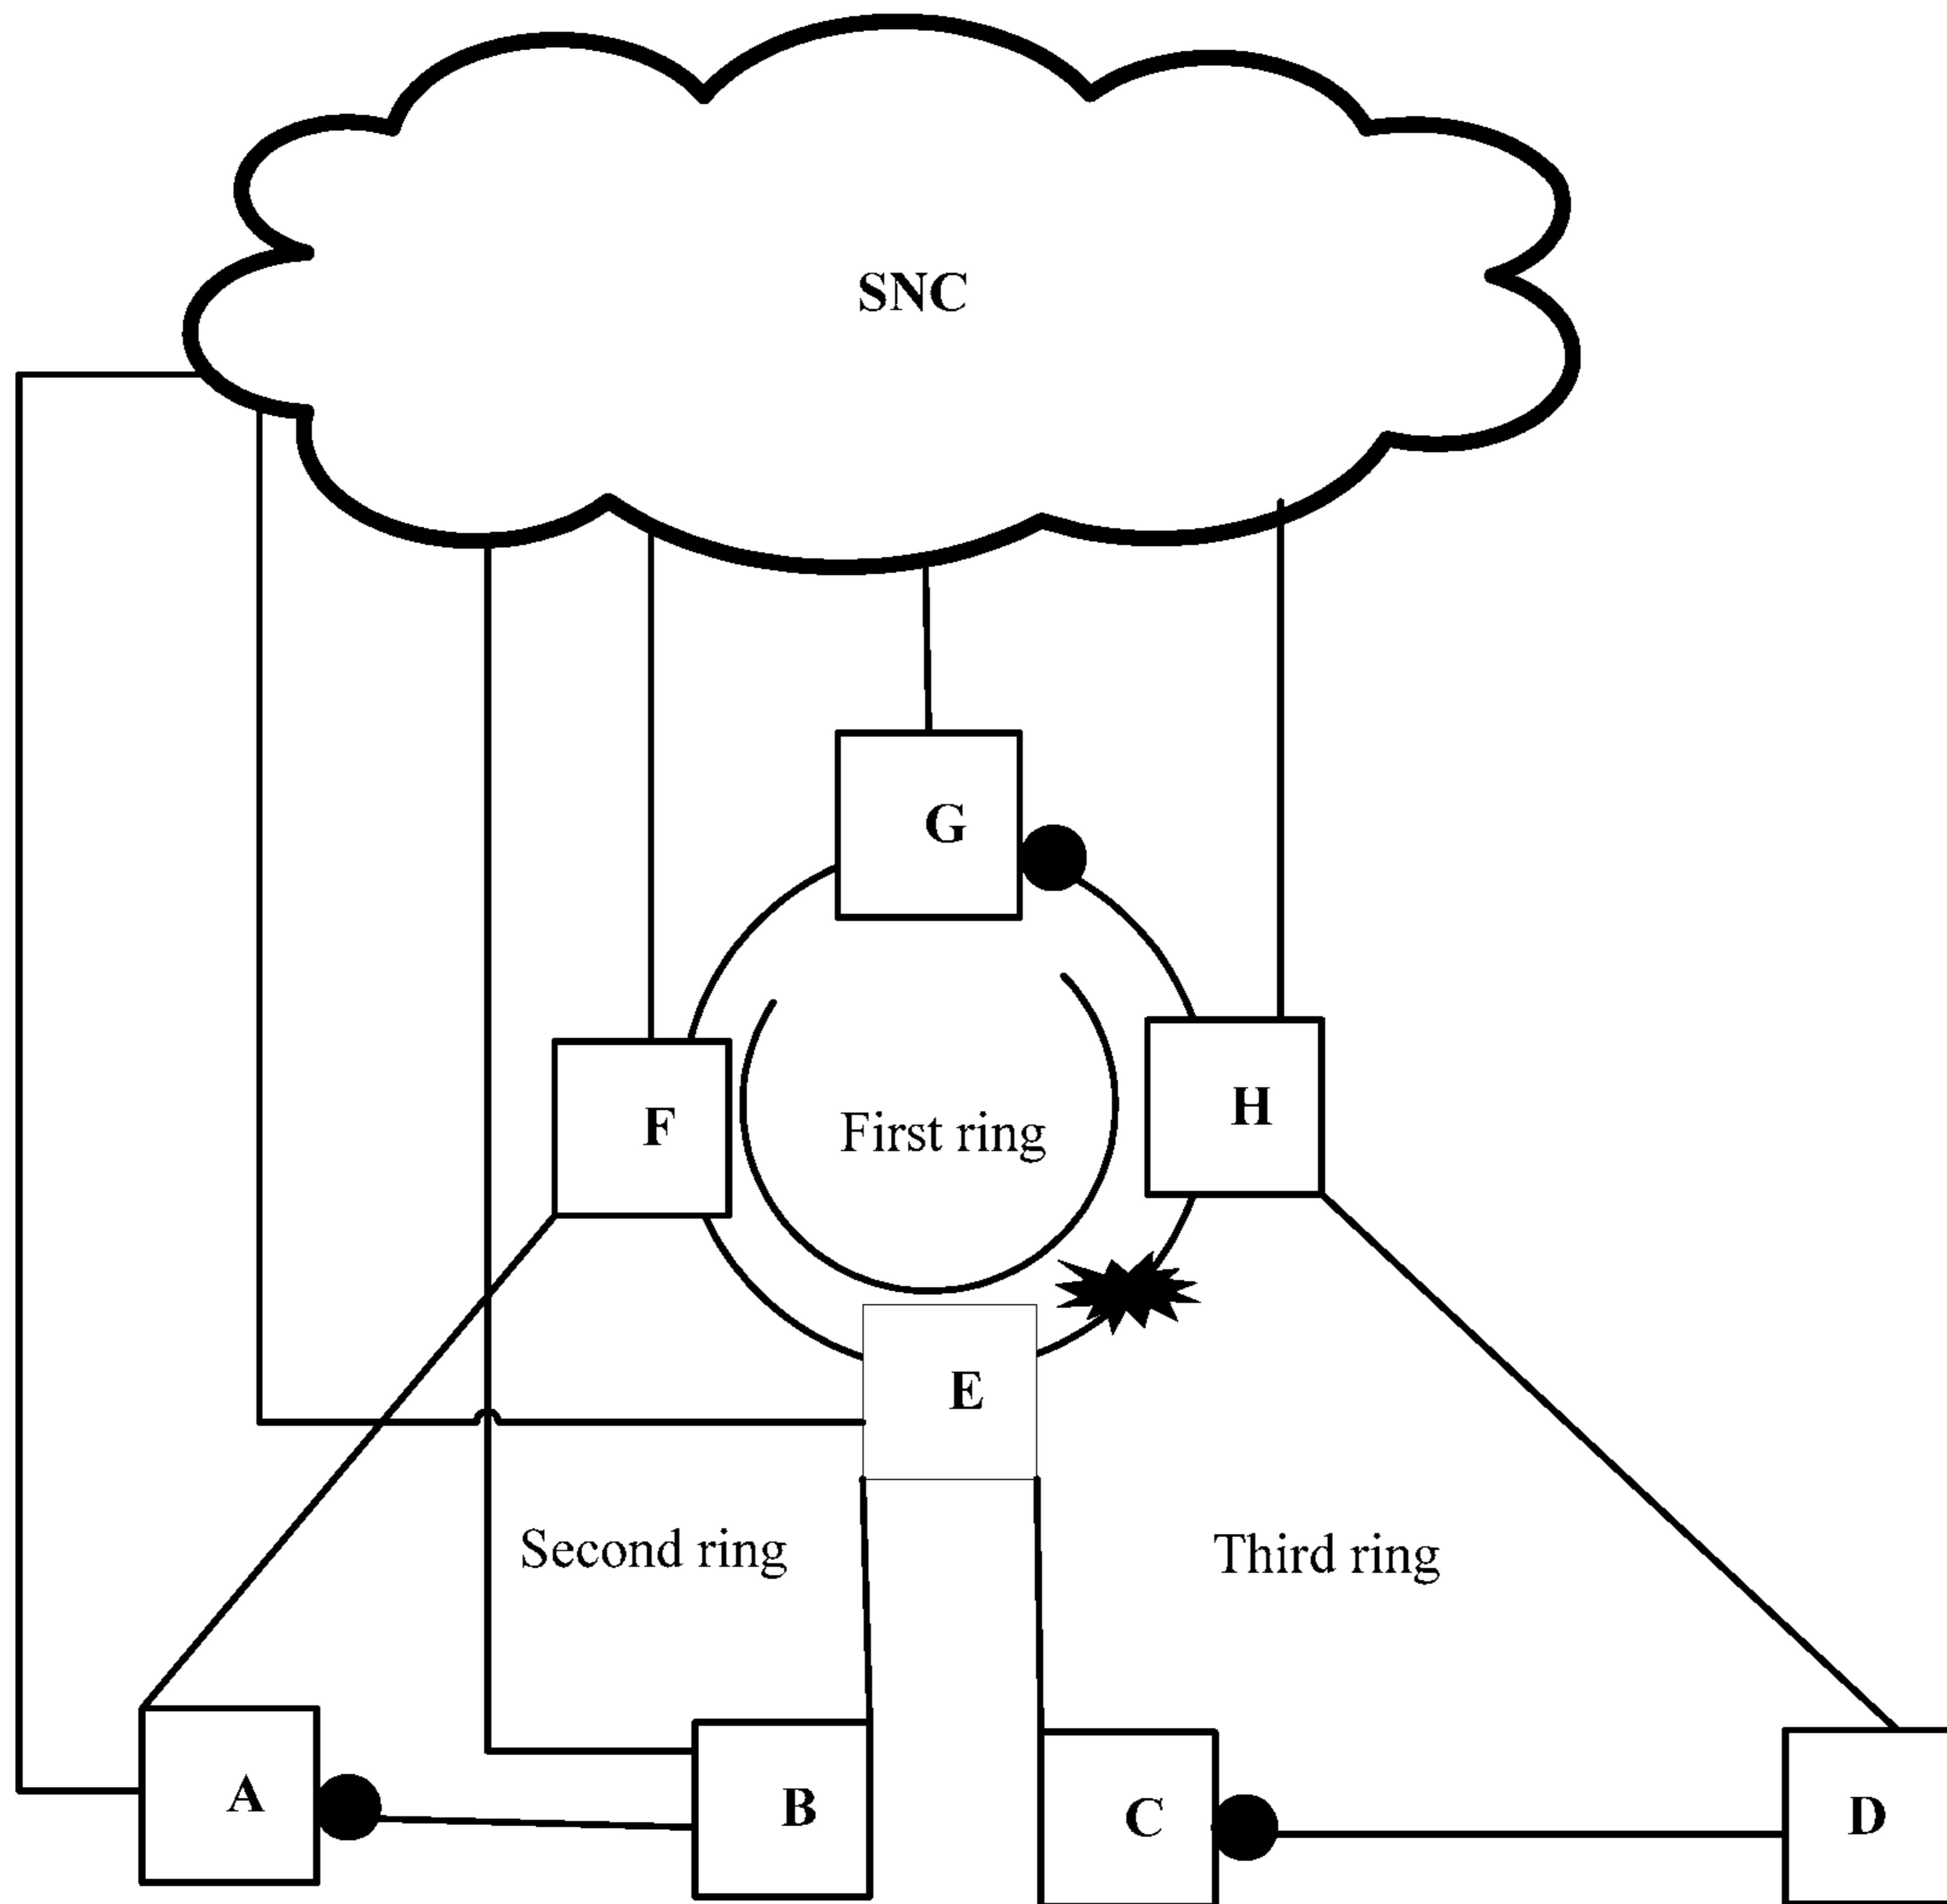 SNC
G
F
H
First ring
E
Second ring
Third ring
A
B
C
D